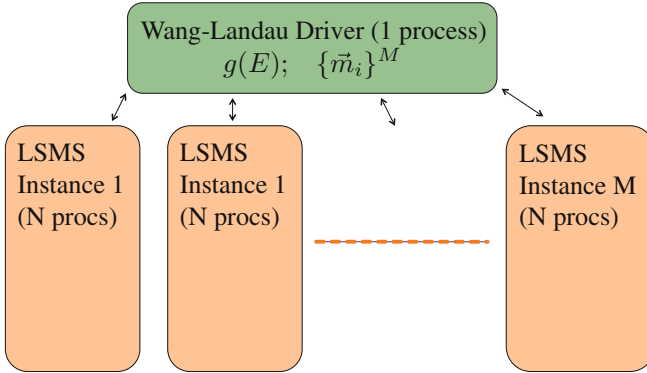 Wang-Landau Driver (1 process)
g(E); {m⃗ᵢ}ᴹ
LSMS
Instance 1
(N procs)
LSMS
Instance 1
(N procs)
LSMS
Instance M
(N procs)